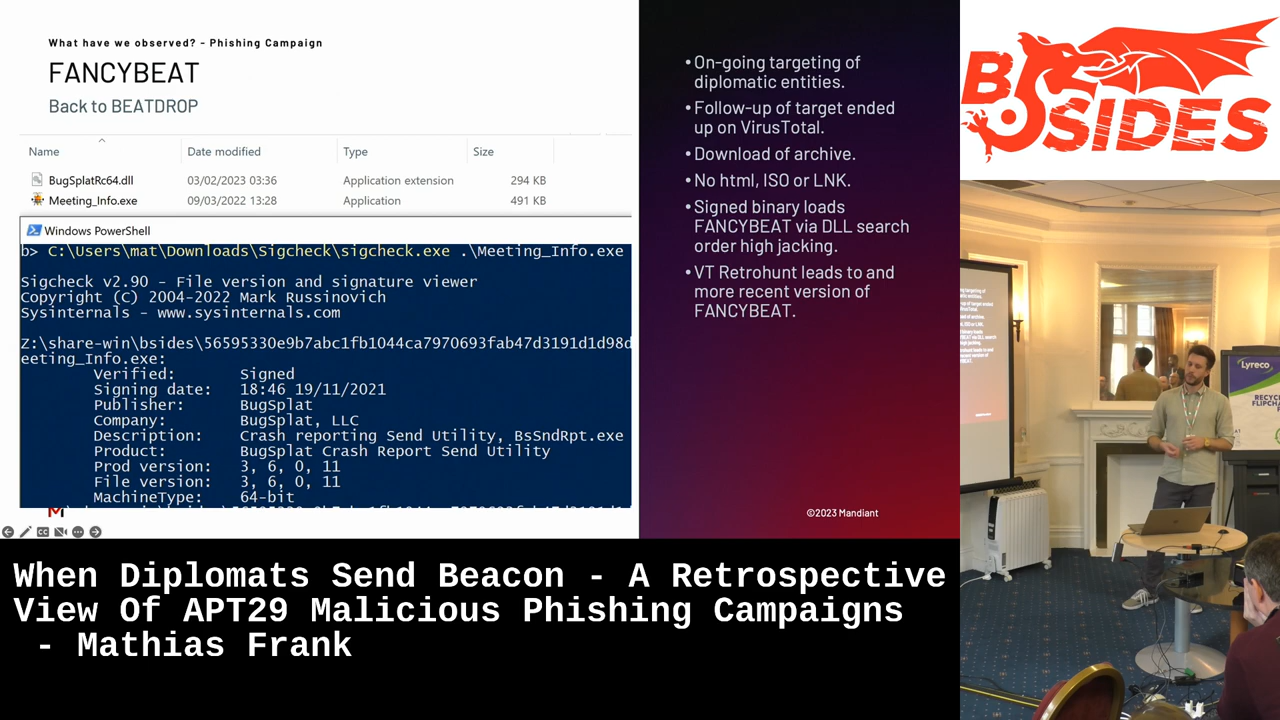 What have we observed? - Phishing Campaign
FANCYBEAT
Back to BEATDROP
Name Date modified Type Size
BugSplatRc64.dll 03/02/2023 03:36 Application extension 294 KB
Meeting_Info.exe 09/03/2022 13:28 Application 491 KB
Windows PowerShell
b> C:\Users\mat\Downloads\Sigcheck\sigcheck.exe .\Meeting_Info.exe
Sigcheck v2.90 - File version and signature viewer
Copyright (C) 2004-2022 Mark Russinovich
Sysinternals - www.sysinternals.com
Z:\share-win\bsides\56595330e9b7abc1fb1044ca7970693fab47d3191d1d98d
eeting_Info.exe:
Verified: Signed
Signing date: 18:46 19/11/2021
Publisher: BugSplat
Company: BugSplat, LLC
Description: Crash reporting Send Utility, BsSndRpt.exe
Product: BugSplat Crash Report Send Utility
Prod version: 3, 6, 0, 11
File version: 3, 6, 0, 11
MachineType: 64-bit
• On-going targeting of
diplomatic entities.
• Follow-up of target ended
up on VirusTotal.
• Download of archive.
• No html, ISO or LNK.
• Signed binary loads
FANCYBEAT via DLL search
order high jacking.
• VT Retrohunt leads to and
more recent version of
FANCYBEAT.
©2023 Mandiant
BSIDES
Lyreco
RECYC
FLIPCHA
When Diplomats Send Beacon - A Retrospective
View Of APT29 Malicious Phishing Campaigns
- Mathias Frank